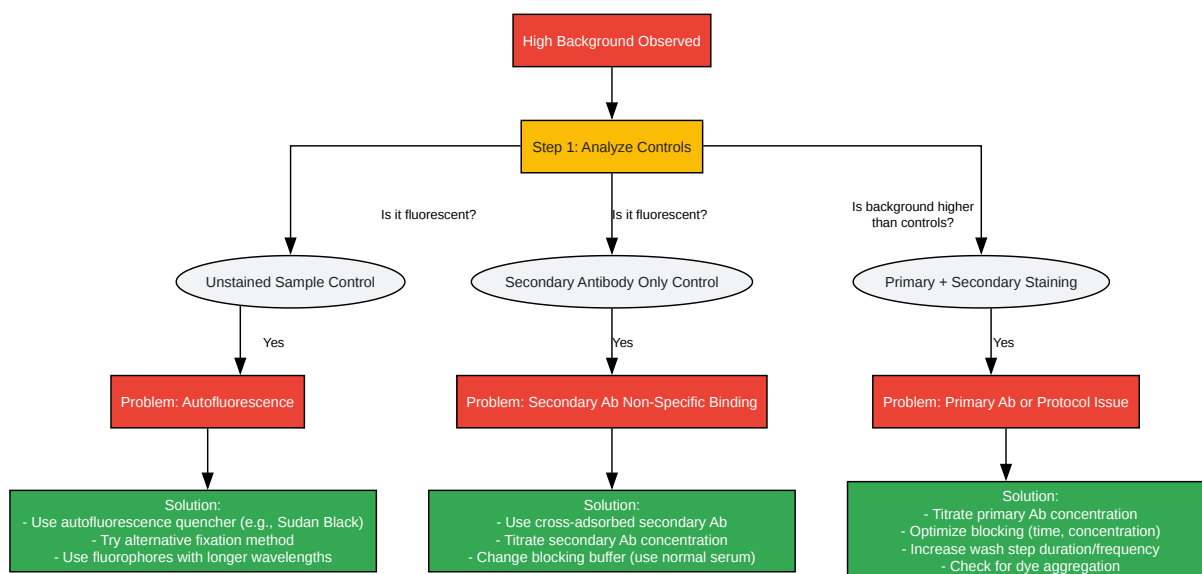 High Background Observed
Step 1: Analyze Controls
Is it fluorescent?
Is it fluorescent?
Is background higher
than controls?
Unstained Sample Control
Secondary Antibody Only Control
Primary + Secondary Staining
Yes
Yes
Yes
Problem: Autofluorescence
Problem: Secondary Ab Non-Specific Binding
Problem: Primary Ab or Protocol Issue
Solution:
- Use autofluorescence quencher (e.g., Sudan Black)
- Try alternative fixation method
- Use fluorophores with longer wavelengths
Solution:
- Use cross-adsorbed secondary Ab
- Titrate secondary Ab concentration
- Change blocking buffer (use normal serum)
Solution:
- Titrate primary Ab concentration
- Optimize blocking (time, concentration)
- Increase wash step duration/frequency
- Check for dye aggregation